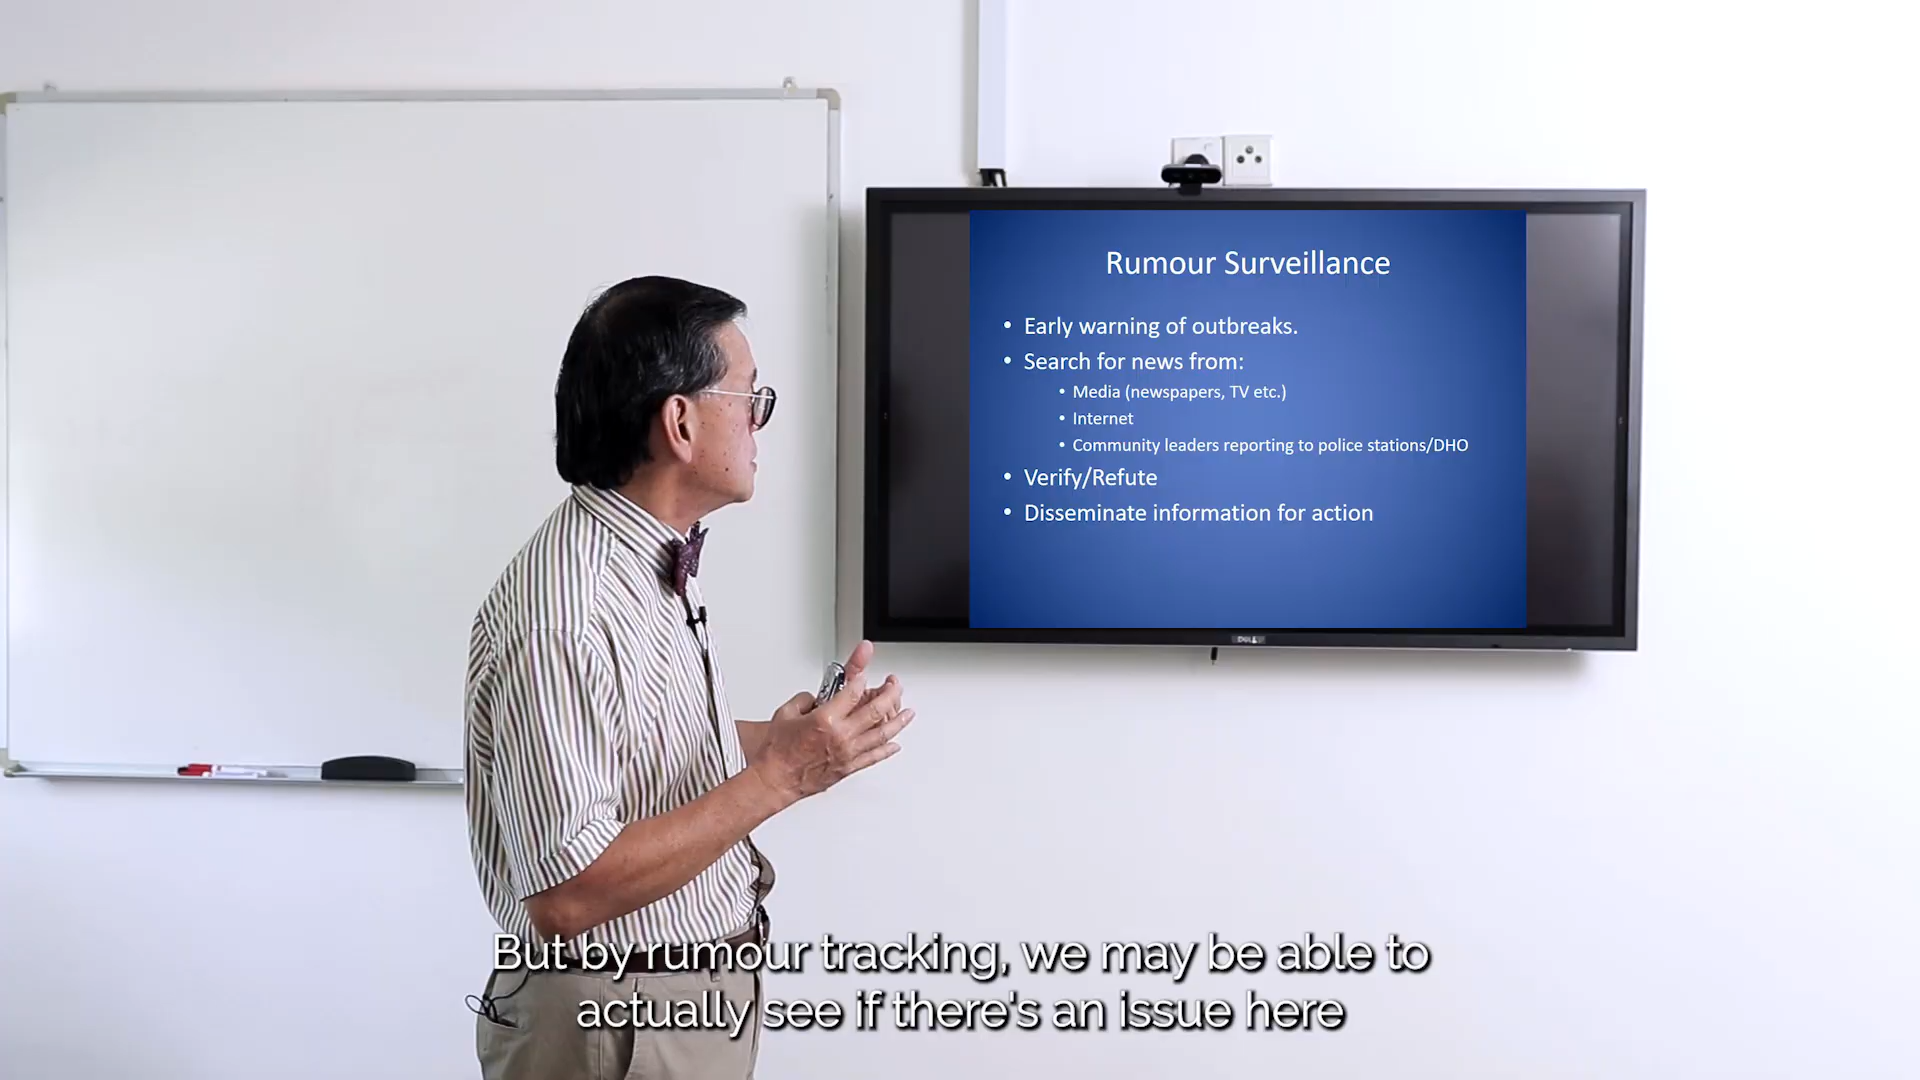 Rumour Surveillance
• Early warning of outbreaks.
• Search for news from:
• Media (newspapers, TV etc.)
• Internet
• Community leaders reporting to police stations/DHO
• Verify/Refute
• Disseminate information for action
DELL
But by rumour tracking, we may be able to
actually see if there's an issue here